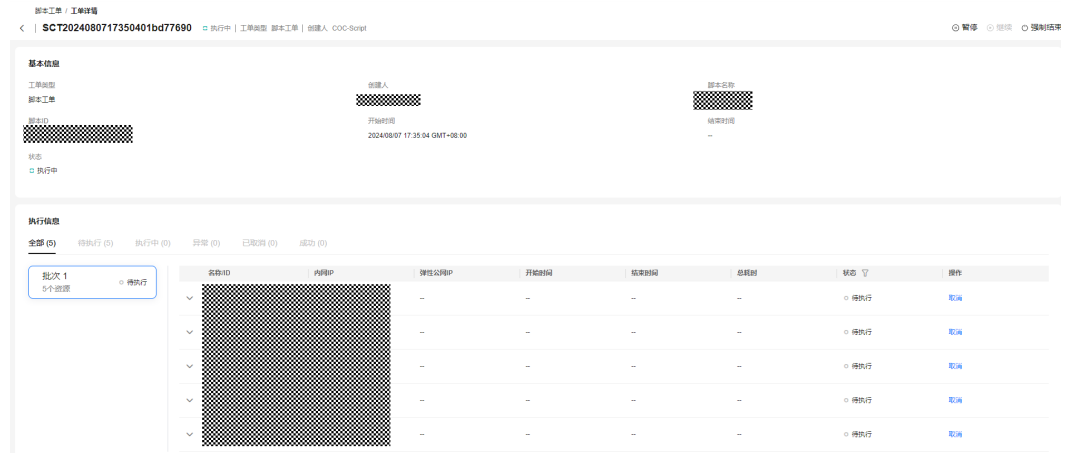 脚本工单 / 工单详情
SCT2024080717350401bd77690 执行中 | 工单类型 脚本工单 | 创建人 COC-Script 暂停 继续 强制结束
基本信息
工单类型 创建人 脚本名称
脚本工单
脚本ID 开始时间 结束时间
2024/08/07 17:35:04 GMT+08:00 --
状态
执行中
执行信息
全部 (5) 待执行 (5) 执行中 (0) 异常 (0) 已取消 (0) 成功 (0)
批次 1 待执行
5个资源
名称/ID 内网IP 弹性公网IP 开始时间 结束时间 总耗时 状态 操作
-- -- -- -- 待执行 取消
-- -- -- -- 待执行 取消
-- -- -- -- 待执行 取消
-- -- -- -- 待执行 取消
-- -- -- -- 待执行 取消